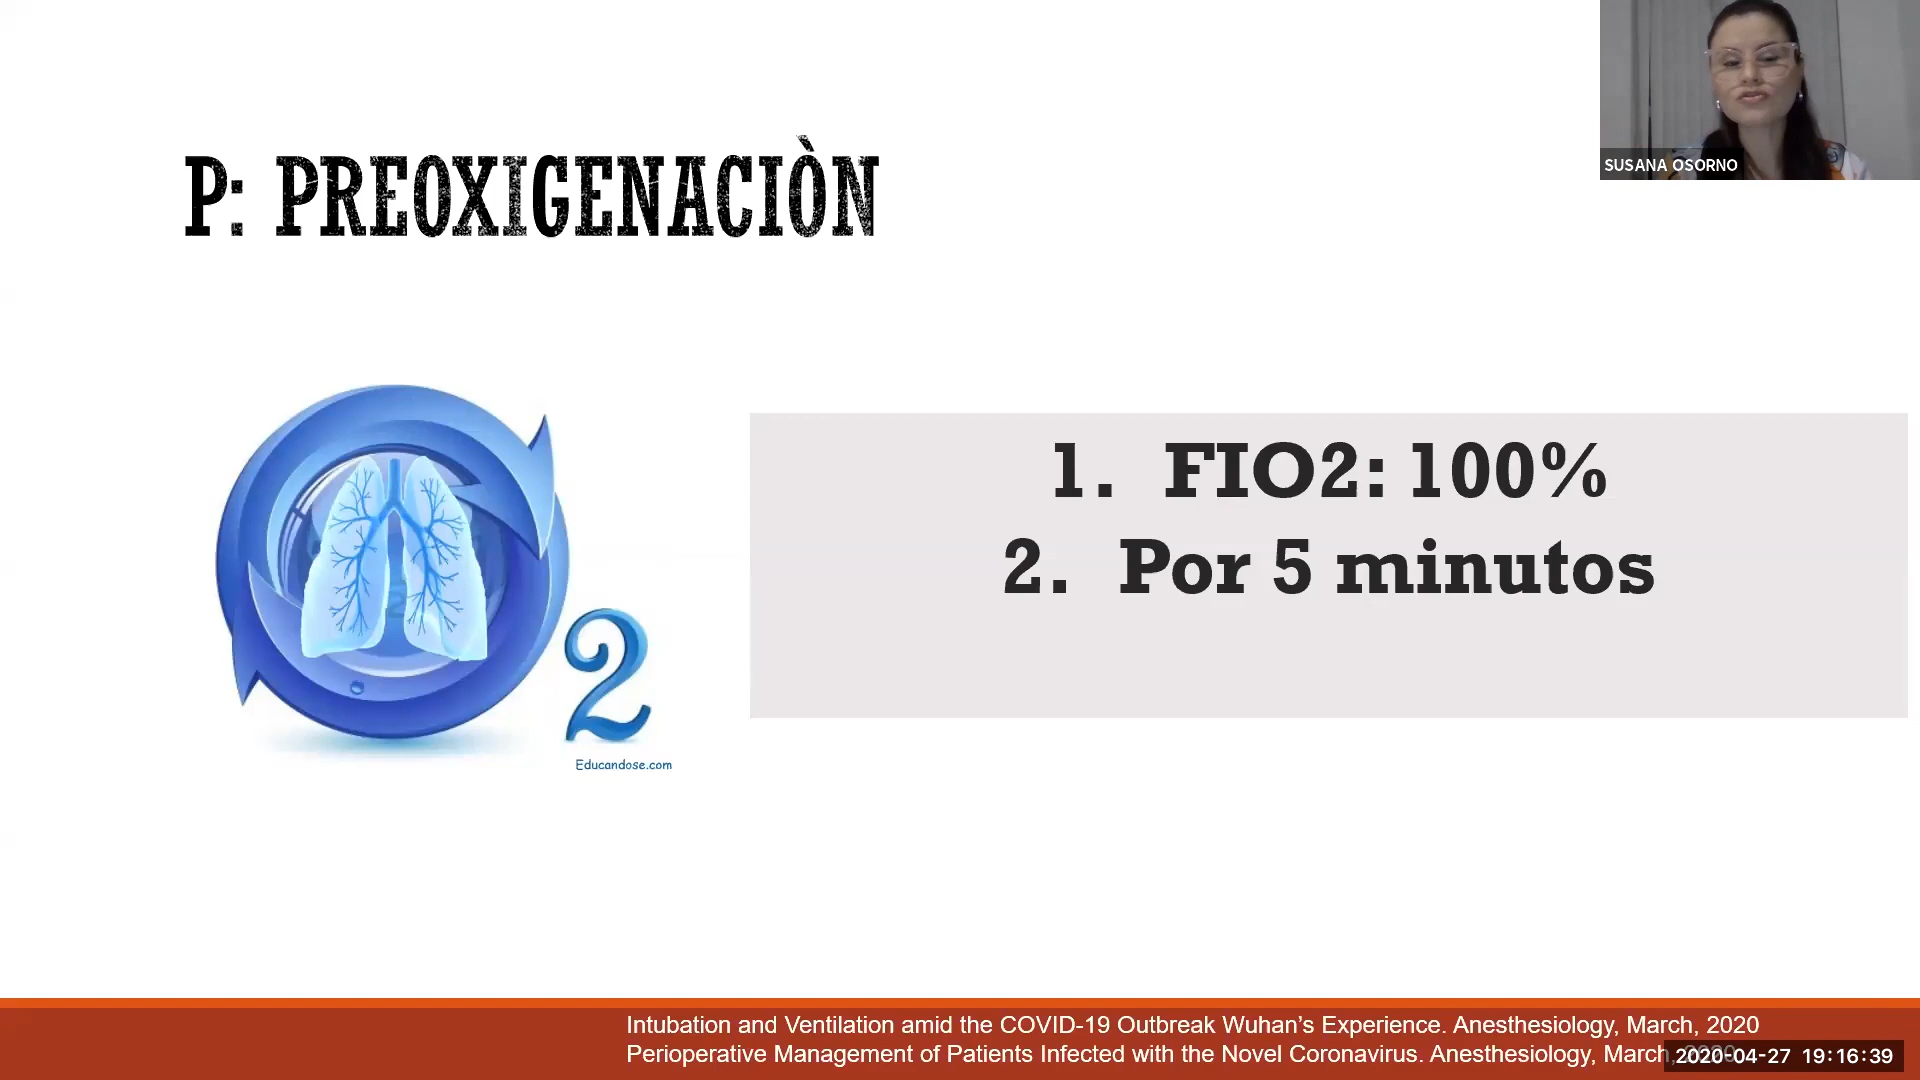 SUSANA OSORNO
P: PREOXIGENACIÒN
1. FIO2: 100%
2. Por 5 minutos
2
Educandose.com
Intubation and Ventilation amid the COVID-19 Outbreak Wuhan’s Experience. Anesthesiology, March, 2020
Perioperative Management of Patients Infected with the Novel Coronavirus. Anesthesiology, March, 2020
2020-04-27 19:16:39